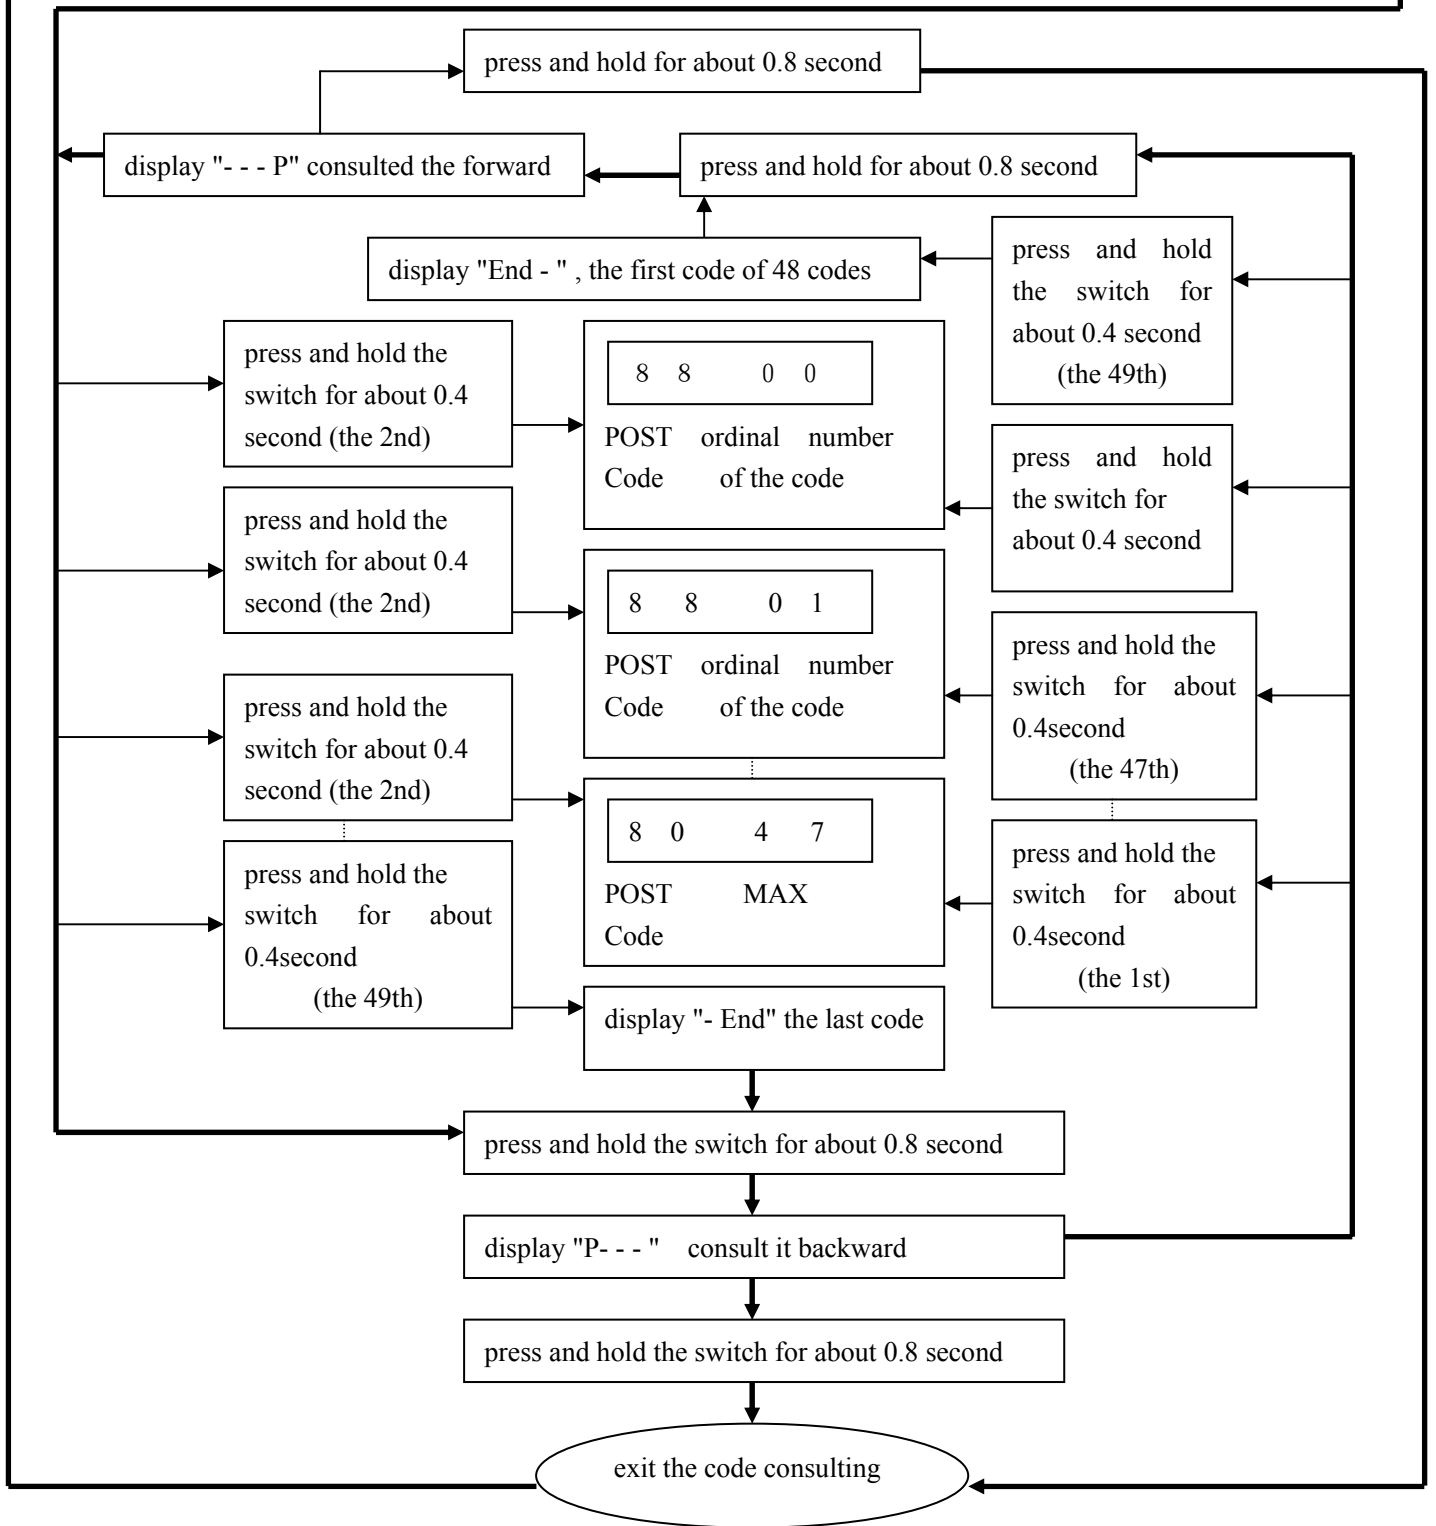 press and hold for about 0.8 second
display "- - - P" consulted the forward
press and hold for about 0.8 second
display "End - " , the first code of 48 codes
press and hold
the switch for
about 0.4 second
(the 49th)
press and hold the
switch for about 0.4
second (the 2nd)
8 8 0 0
POST ordinal number
Code of the code
press and hold
the switch for
about 0.4 second
press and hold the
switch for about 0.4
second (the 2nd)
8 8 0 1
POST ordinal number
Code of the code
press and hold the
switch for about
0.4second
(the 47th)
press and hold the
switch for about 0.4
second (the 2nd)
8 0 4 7
POST MAX
Code
press and hold the
switch for about
0.4second
(the 1st)
press and hold the
switch for about
0.4second
(the 49th)
display "- End" the last code
press and hold the switch for about 0.8 second
display "P- - - " consult it backward
press and hold the switch for about 0.8 second
exit the code consulting